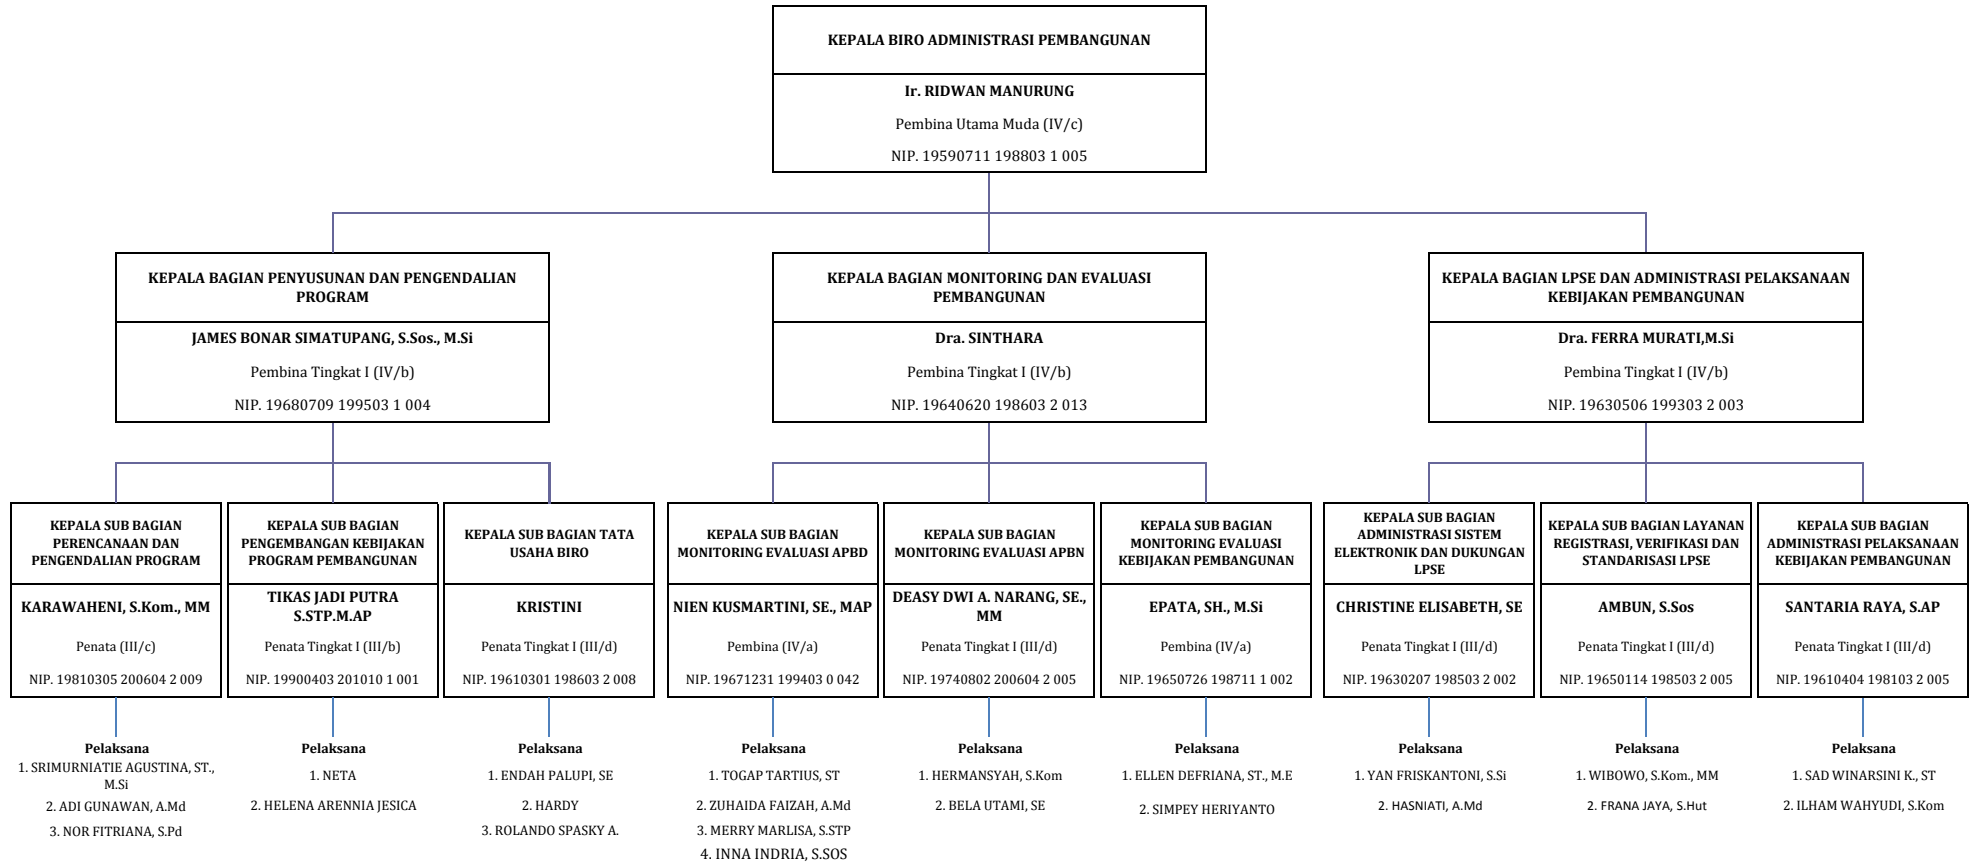 KEPALA BIRO ADMINISTRASI PEMBANGUNAN
Ir. RIDWAN MANURUNG
Pembina Utama Muda (IV/c)
NIP. 19590711 198803 1 005
KEPALA BAGIAN PENYUSUNAN DAN PENGENDALIAN
PROGRAM
JAMES BONAR SIMATUPANG, S.Sos., M.Si
Pembina Tingkat I (IV/b)
NIP. 19680709 199503 1 004
KEPALA BAGIAN MONITORING DAN EVALUASI
PEMBANGUNAN
Dra. SINTHARA
Pembina Tingkat I (IV/b)
NIP. 19640620 198603 2 013
KEPALA BAGIAN LPSE DAN ADMINISTRASI PELAKSANAAN
KEBIJAKAN PEMBANGUNAN
Dra. FERRA MURATI,M.Si
Pembina Tingkat I (IV/b)
NIP. 19630506 199303 2 003
KEPALA SUB BAGIAN
PERENCANAAN DAN
PENGENDALIAN PROGRAM
KARAWAHENI, S.Kom., MM
Penata (III/c)
NIP. 19810305 200604 2 009
Pelaksana
1. SRIMURNIATIE AGUSTINA, ST.,
M.Si
2. ADI GUNAWAN, A.Md
3. NOR FITRIANA, S.Pd
KEPALA SUB BAGIAN
PENGEMBANGAN KEBIJAKAN
PROGRAM PEMBANGUNAN
TIKAS JADI PUTRA
S.STP.M.AP
Penata Tingkat I (III/b)
NIP. 19900403 201010 1 001
Pelaksana
1. NETA
2. HELENA ARENNIA JESICA
KEPALA SUB BAGIAN TATA
USAHA BIRO
KRISTINI
Penata Tingkat I (III/d)
NIP. 19610301 198603 2 008
Pelaksana
1. ENDAH PALUPI, SE
2. HARDY
3. ROLANDO SPASKY A.
KEPALA SUB BAGIAN
MONITORING EVALUASI APBD
NIEN KUSMARTINI, SE., MAP
Pembina (IV/a)
NIP. 19671231 199403 0 042
Pelaksana
1. TOGAP TARTIUS, ST
2. ZUHAIDA FAIZAH, A.Md
3. MERRY MARLISA, S.STP
4. INNA INDRIA, S.SOS
KEPALA SUB BAGIAN
MONITORING EVALUASI APBN
DEASY DWI A. NARANG, SE.,
MM
Penata Tingkat I (III/d)
NIP. 19740802 200604 2 005
Pelaksana
1. HERMANSYAH, S.Kom
2. BELA UTAMI, SE
KEPALA SUB BAGIAN
MONITORING EVALUASI
KEBIJAKAN PEMBANGUNAN
EPATA, SH., M.Si
Pembina (IV/a)
NIP. 19650726 198711 1 002
Pelaksana
1. ELLEN DEFRIANA, ST., M.E
2. SIMPEY HERIYANTO
KEPALA SUB BAGIAN
ADMINISTRASI SISTEM
ELEKTRONIK DAN DUKUNGAN
LPSE
CHRISTINE ELISABETH, SE
Penata Tingkat I (III/d)
NIP. 19630207 198503 2 002
Pelaksana
1. YAN FRISKANTONI, S.Si
2. HASNIATI, A.Md
KEPALA SUB BAGIAN LAYANAN
REGISTRASI, VERIFIKASI DAN
STANDARISASI LPSE
AMBUN, S.Sos
Penata Tingkat I (III/d)
NIP. 19650114 198503 2 005
Pelaksana
1. WIBOWO, S.Kom., MM
2. FRANA JAYA, S.Hut
KEPALA SUB BAGIAN
ADMINISTRASI PELAKSANAAN
KEBIJAKAN PEMBANGUNAN
SANTARIA RAYA, S.AP
Penata Tingkat I (III/d)
NIP. 19610404 198103 2 005
Pelaksana
1. SAD WINARSINI K., ST
2. ILHAM WAHYUDI, S.Kom